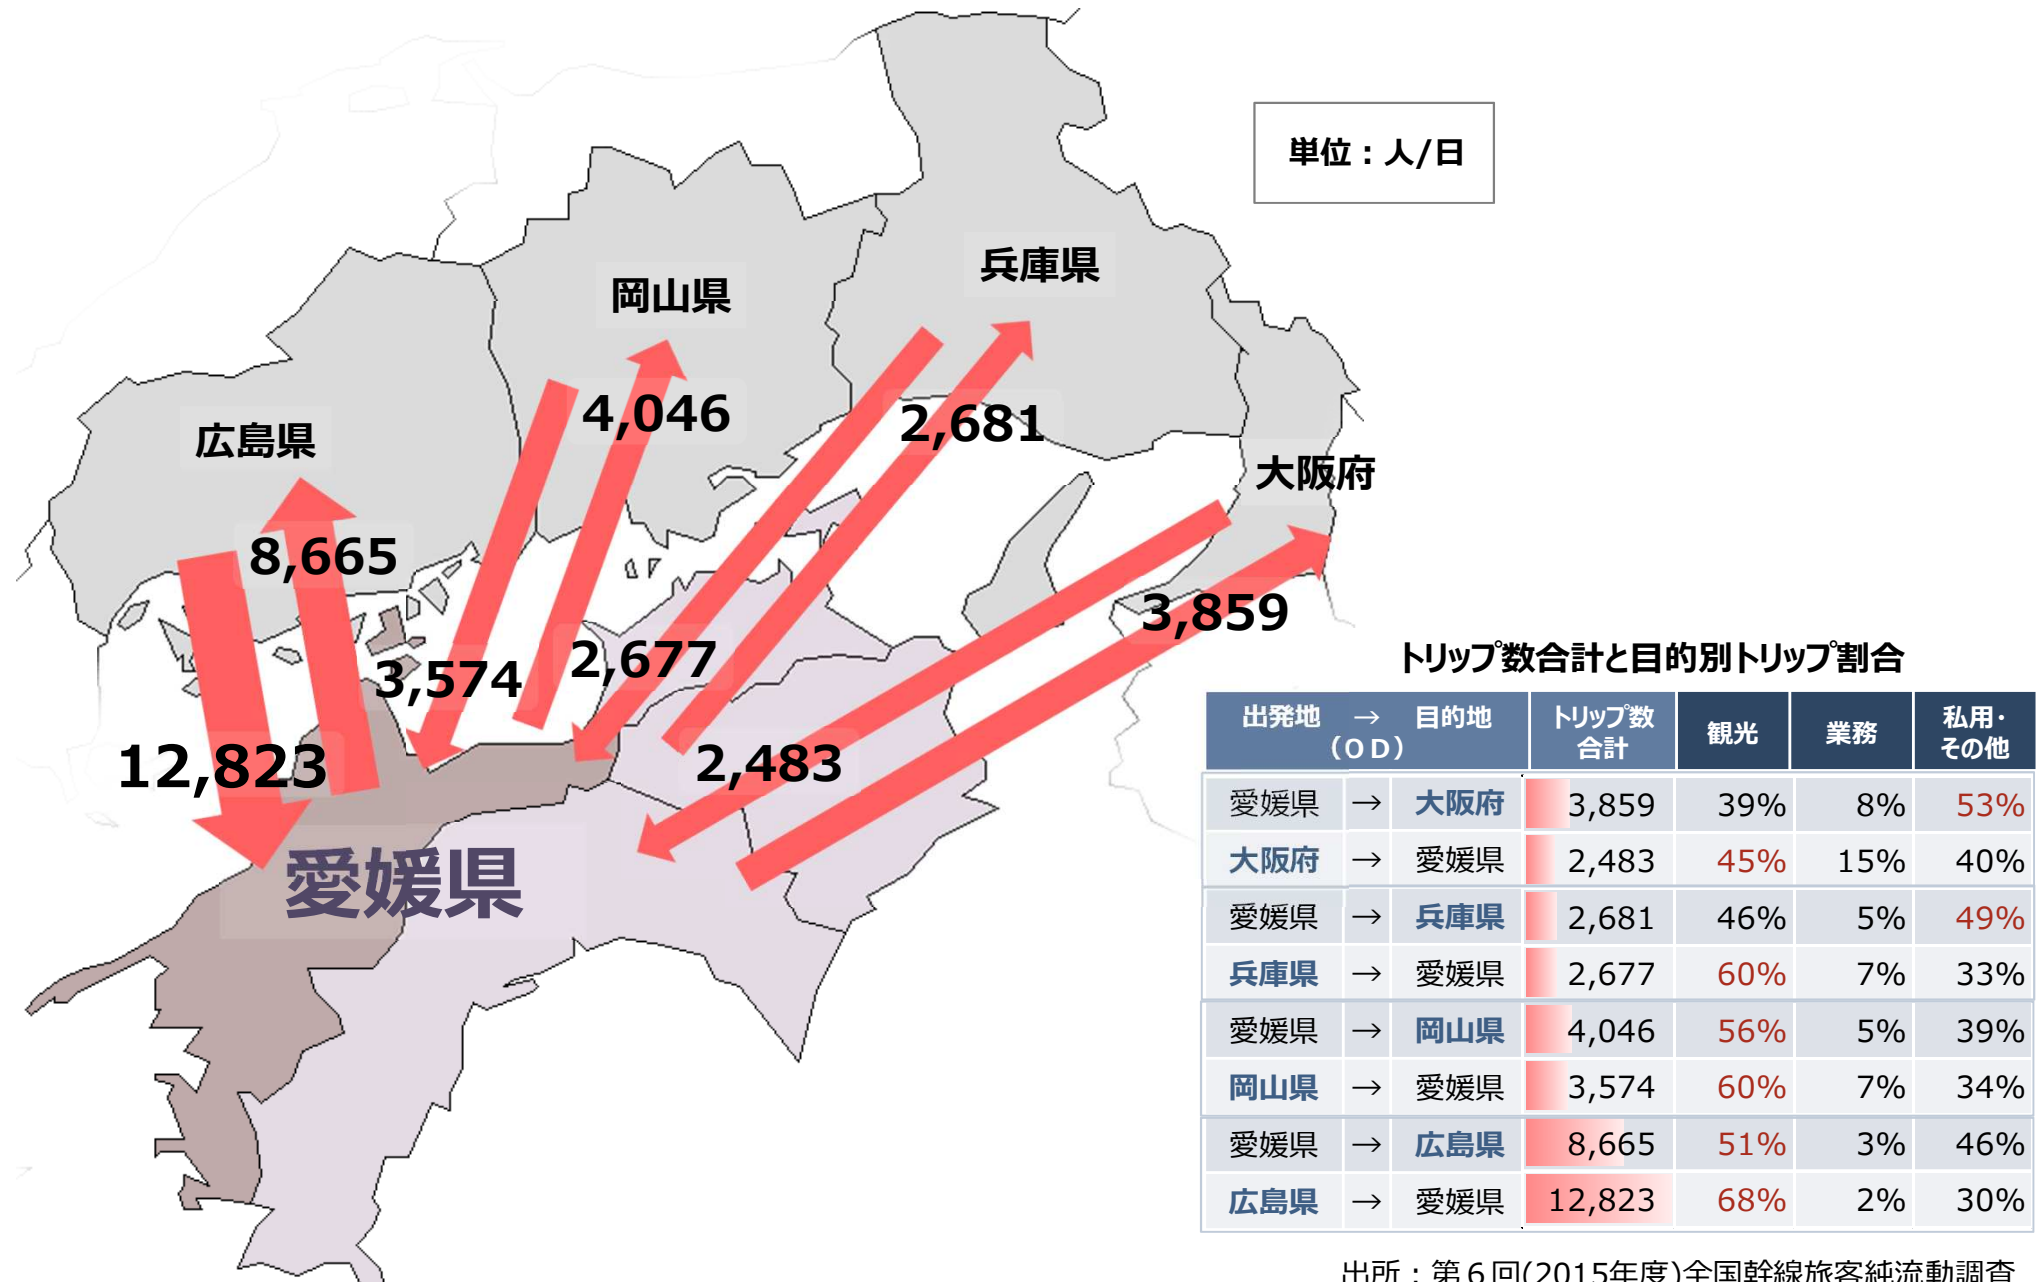 単位：人/日
兵庫県
岡山県
広島県
大阪府
4,046
2,681
8,665
3,859
3,574
2,677
12,823
2,483
愛媛県
トリップ数合計と目的別トリップ割合
出発地 → 目的地 （ＯＤ） トリップ数合計 観光 業務 私用・その他
愛媛県 → 大阪府 3,859 39% 8% 53%
大阪府 → 愛媛県 2,483 45% 15% 40%
愛媛県 → 兵庫県 2,681 46% 5% 49%
兵庫県 → 愛媛県 2,677 60% 7% 33%
愛媛県 → 岡山県 4,046 56% 5% 39%
岡山県 → 愛媛県 3,574 60% 7% 34%
愛媛県 → 広島県 8,665 51% 3% 46%
広島県 → 愛媛県 12,823 68% 2% 30%
出所：第６回(2015年度)全国幹線旅客純流動調査